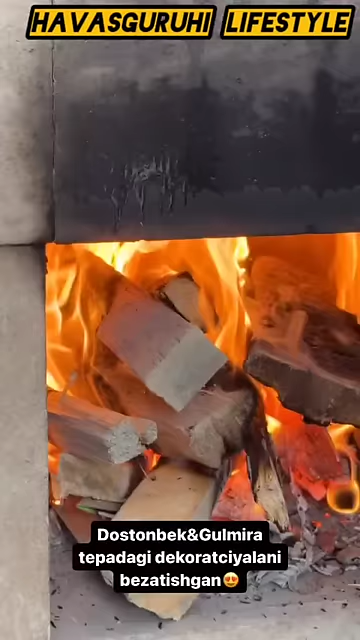 HAVASGURUHI LIFESTYLE
Dostonbek&Gulmira
tepadagi dekoratciyalani
bezatishgan😍